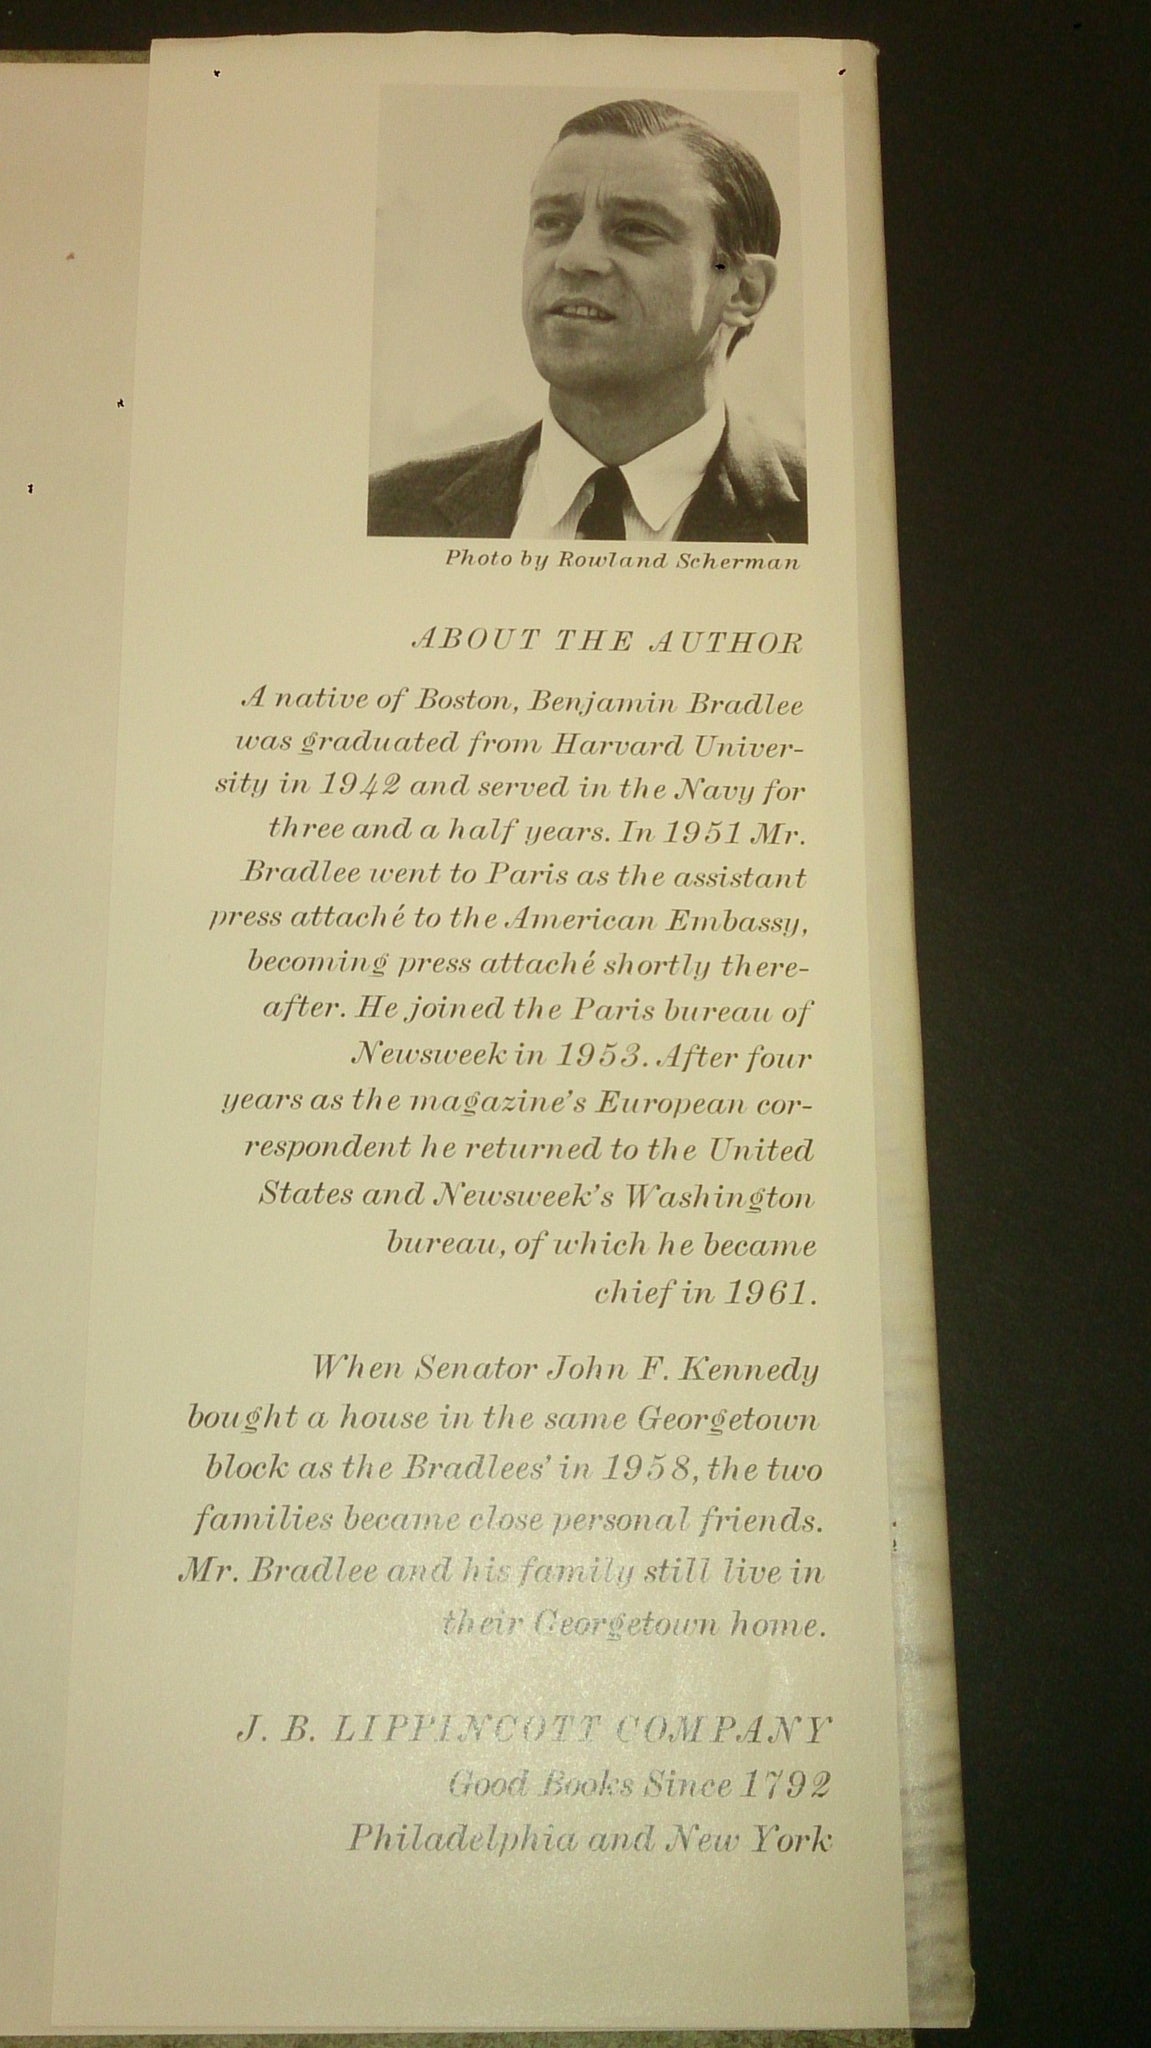 Photo by Rowland Scherman
ABOUT THE AUTHOR
A native of Boston, Benjamin Bradlee
was graduated from Harvard Univer-
sity in 1942 and served in the Navy for
three and a half years. In 1951 Mr.
Bradlee went to Paris as the assistant
press attaché to the American Embassy,
becoming press attaché shortly there-
after. He joined the Paris bureau of
Newsweek in 1953. After four
years as the magazine's European cor-
respondent he returned to the United
States and Newsweek's Washington
bureau, of which he became
chief in 1961.
When Senator John F. Kennedy
bought a house in the same Georgetown
block as the Bradlees' in 1958, the two
families became close personal friends.
Mr. Bradlee and his family still live in
their Georgetown home.
J. B. LIPPINCOTT COMPANY
Good Books Since 1792
Philadelphia and New York